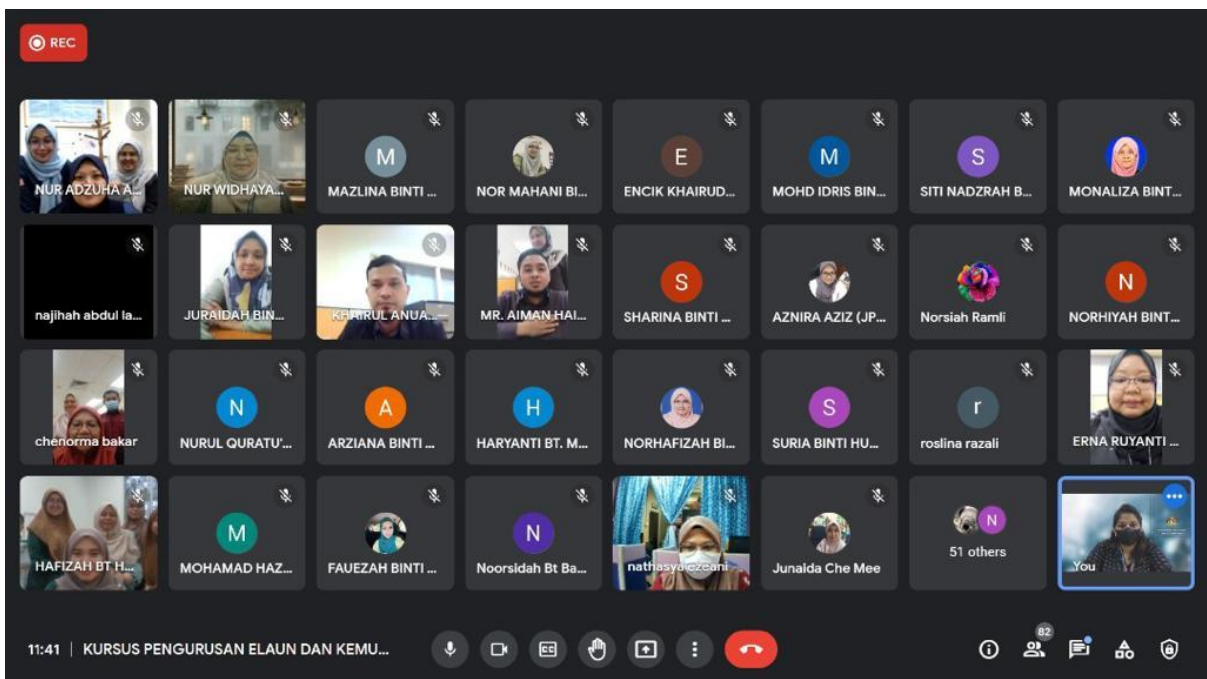 REC
NUR ADZUHA A...
NUR WIDHAYA...
M
MAZLINA BINTI ...
NOR MAHANI BI...
E
ENCIK KHAIRUD...
M
MOHD IDRIS BIN...
S
SITI NADZRAH B...
MONALIZA BINT...
najihah abdul la...
JURAIDAH BIN...
KHAIRUL ANUA...
MR. AIMAN HAI...
S
SHARINA BINTI ...
AZNIRA AZIZ (JP...
Norsiah Ramli
N
NORHIYAH BINT...
chenorma bakar
N
NURUL QURATU'...
A
ARZIANA BINTI ...
H
HARYANTI BT. M...
NORHAFIZAH BI...
S
SURIA BINTI HU...
r
roslina razali
ERNA RUYANTI ...
HAFIZAH BT H...
M
MOHAMAD HAZ...
FAUEZAH BINTI ...
N
Noorsidah Bt Ba...
nathasya ezeani ...
Junaida Che Mee
N
51 others
You
11:41 | KURSUS PENGURUSAN ELAUN DAN KEMU...
CC
82